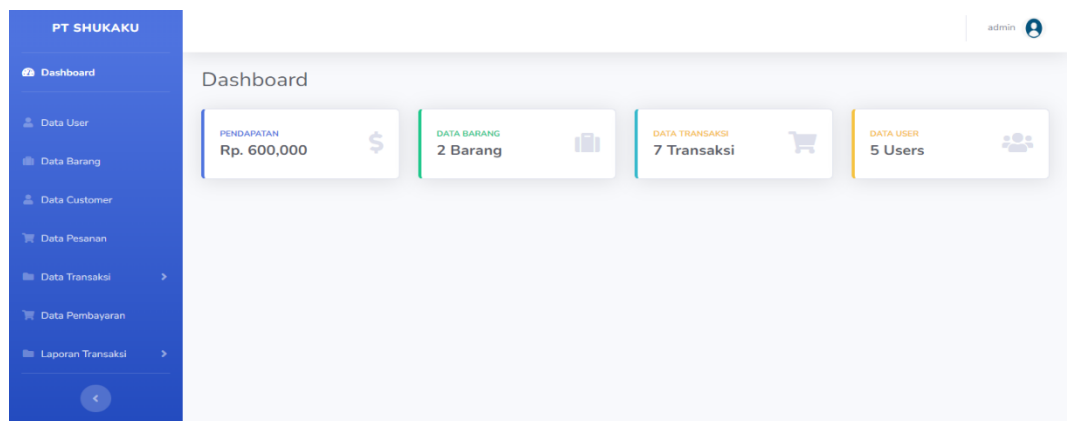 PT SHUKAKU
admin
Dashboard
Dashboard
Data User
Data Barang
Data Customer
Data Pesanan
Data Transaksi
Data Pembayaran
Laporan Transaksi
PENDAPATAN
Rp. 600,000
DATA BARANG
2 Barang
DATA TRANSAKSI
7 Transaksi
DATA USER
5 Users